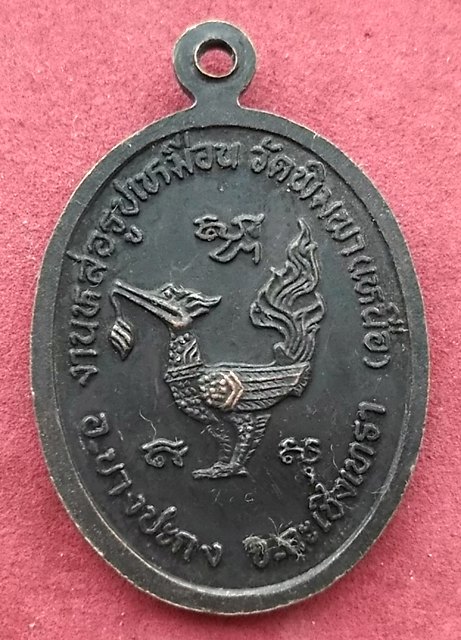 งานหล่อรูปเหมือน วัดพิมพาวาส(เหนือ)
อ.บางปะกง จ.ฉะเชิงเทรา